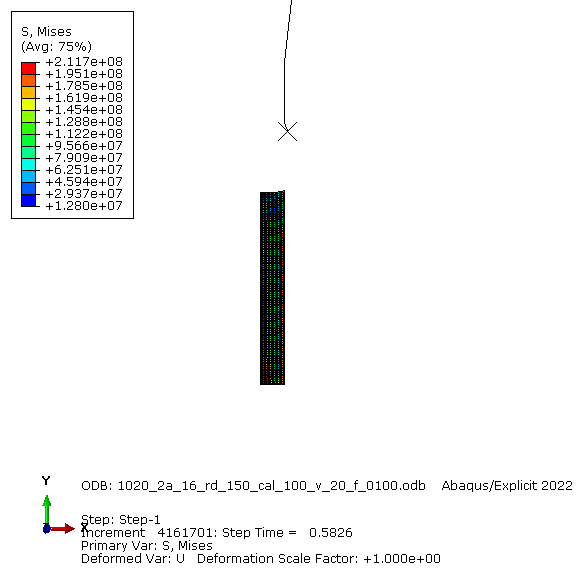 S, Mises
(Avg: 75%)
+2.117e+08
+1.951e+08
+1.785e+08
+1.619e+08
+1.454e+08
+1.288e+08
+1.122e+08
+9.566e+07
+7.909e+07
+6.251e+07
+4.594e+07
+2.937e+07
+1.280e+07
Y
X
ODB: 1020_2a_16_rd_150_cal_100_v_20_f_0100.odb Abaqus/Explicit 2022
Step: Step-1
Increment 4161701: Step Time = 0.5826
Primary Var: S, Mises
Deformed Var: U Deformation Scale Factor: +1.000e+00